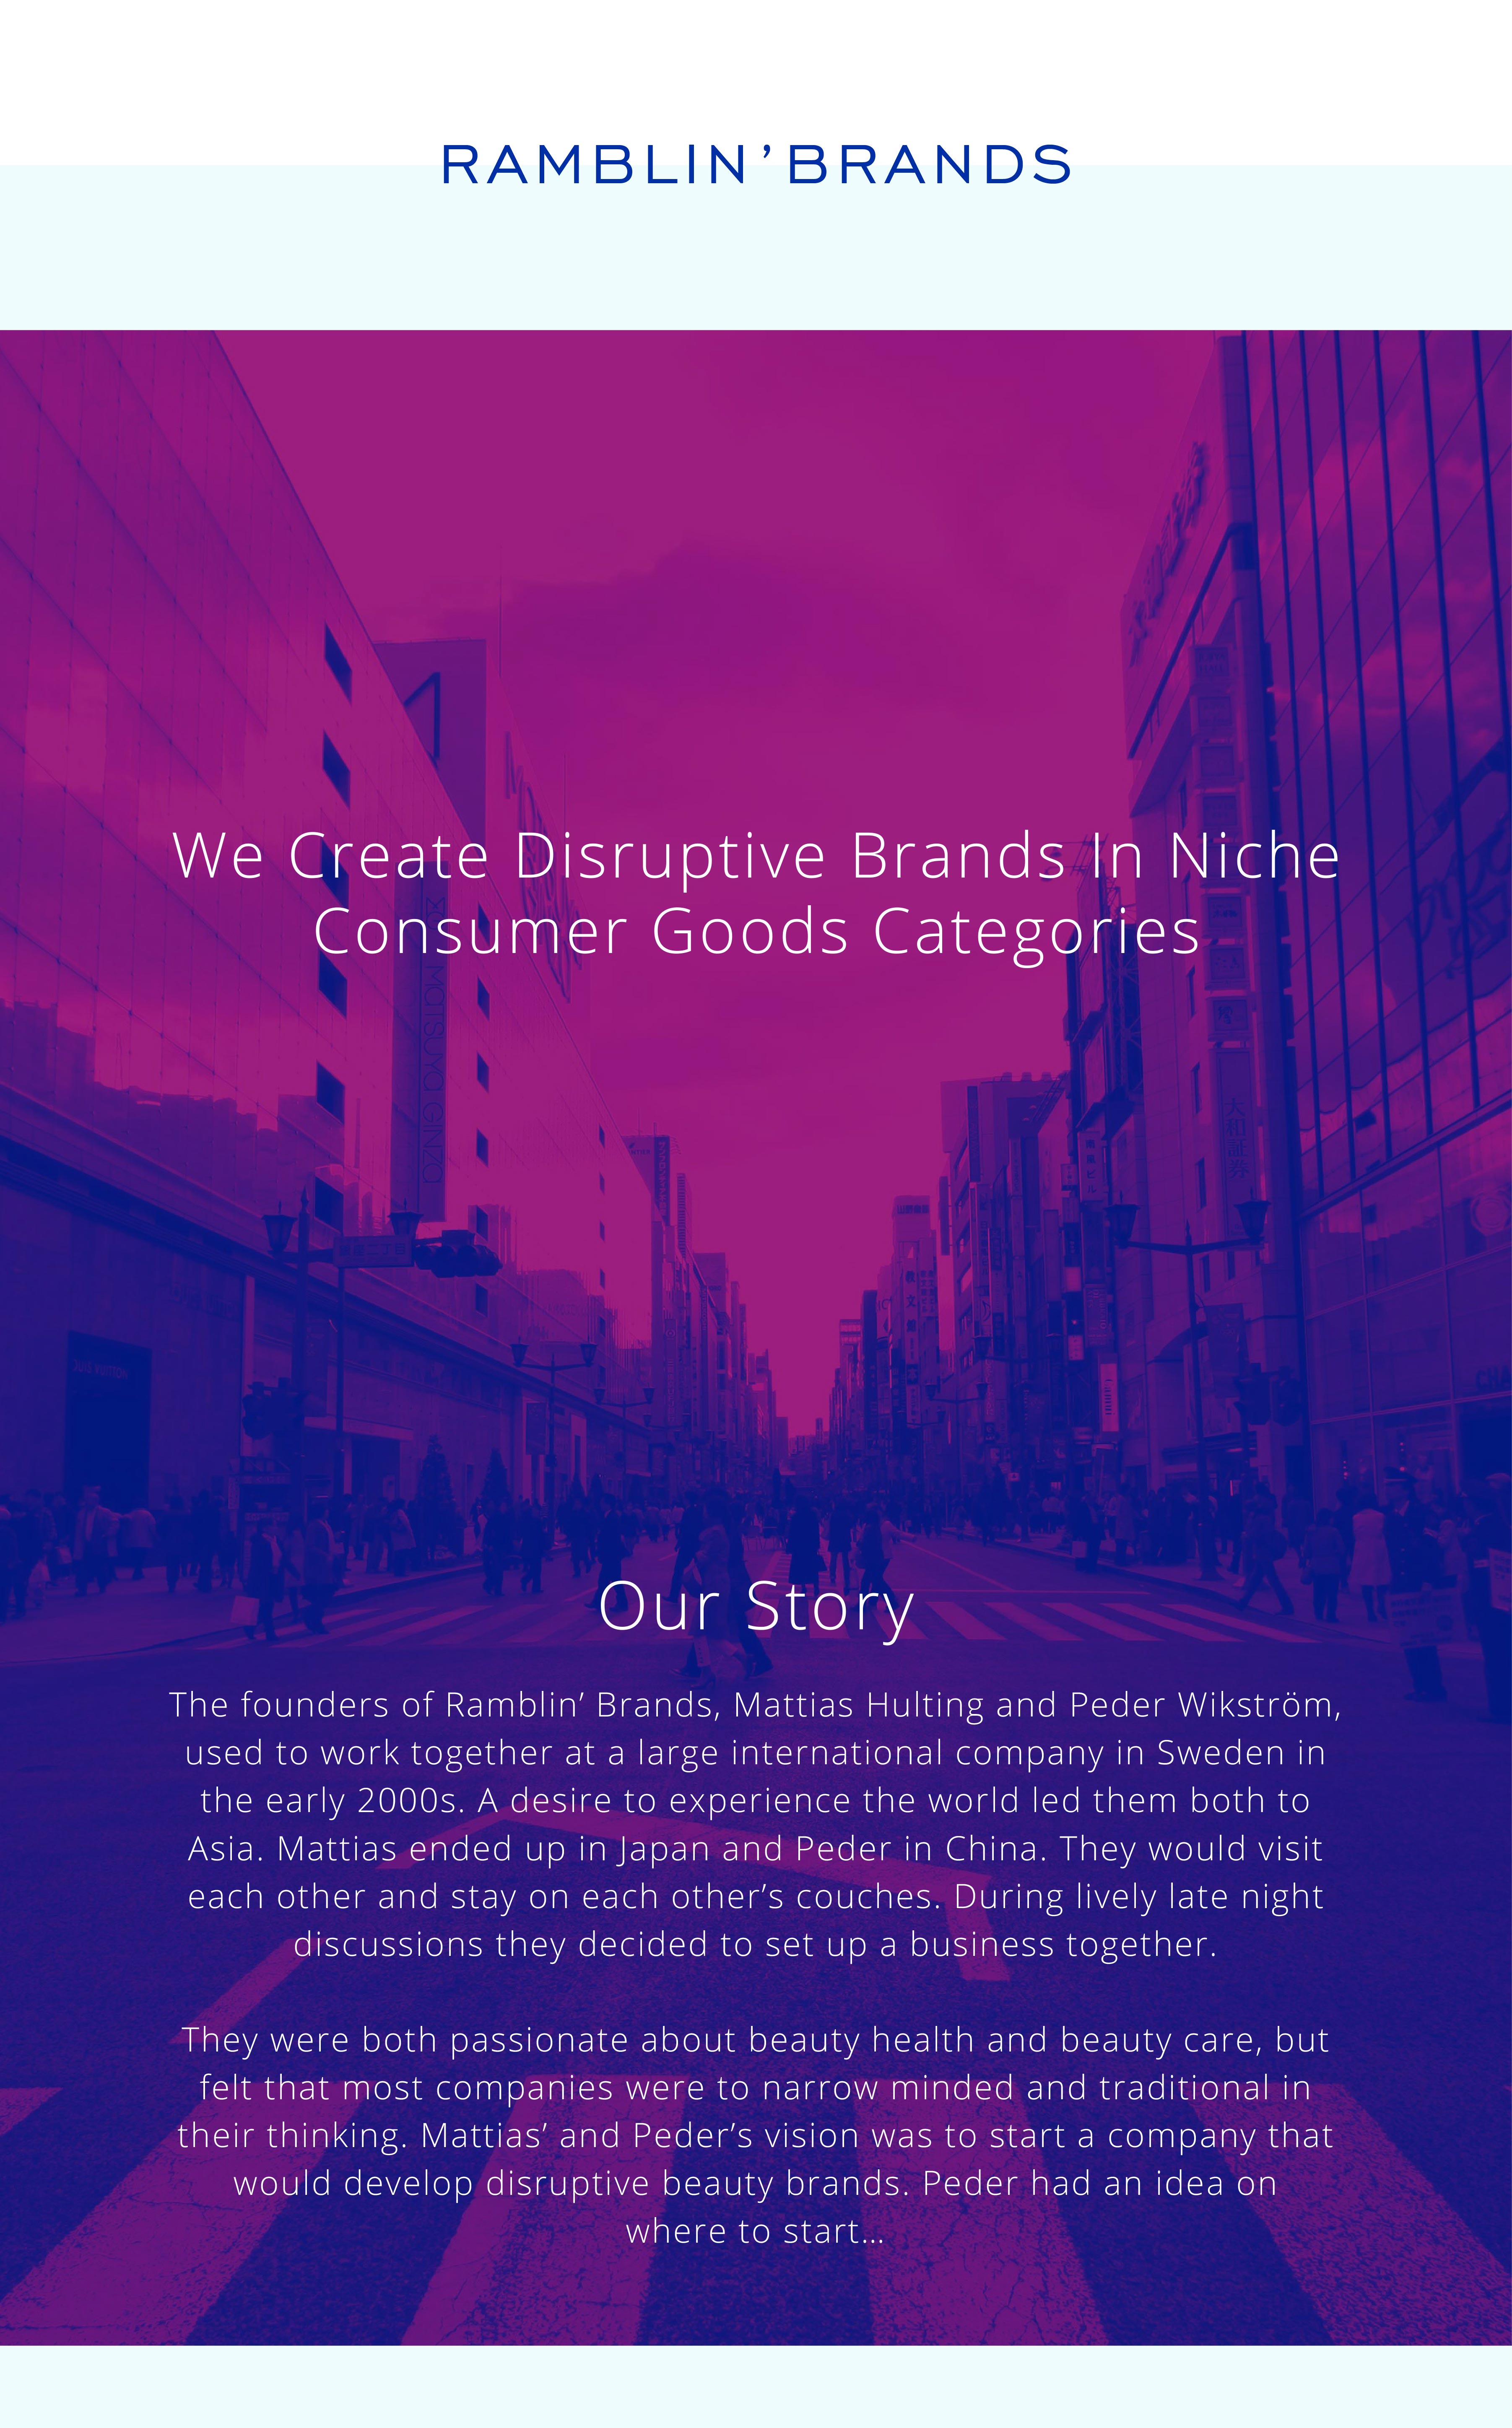 RAMBLIN’BRANDS
We Create Disruptive Brands In Niche
Consumer Goods Categories
MATSUYA GINZA
大和証券
Our Story
The founders of Ramblin’ Brands, Mattias Hulting and Peder Wikström,
used to work together at a large international company in Sweden in
the early 2000s. A desire to experience the world led them both to
Asia. Mattias ended up in Japan and Peder in China. They would visit
each other and stay on each other’s couches. During lively late night
discussions they decided to set up a business together.
They were both passionate about beauty health and beauty care, but
felt that most companies were to narrow minded and traditional in
their thinking. Mattias’ and Peder’s vision was to start a company that
would develop disruptive beauty brands. Peder had an idea on
where to start...